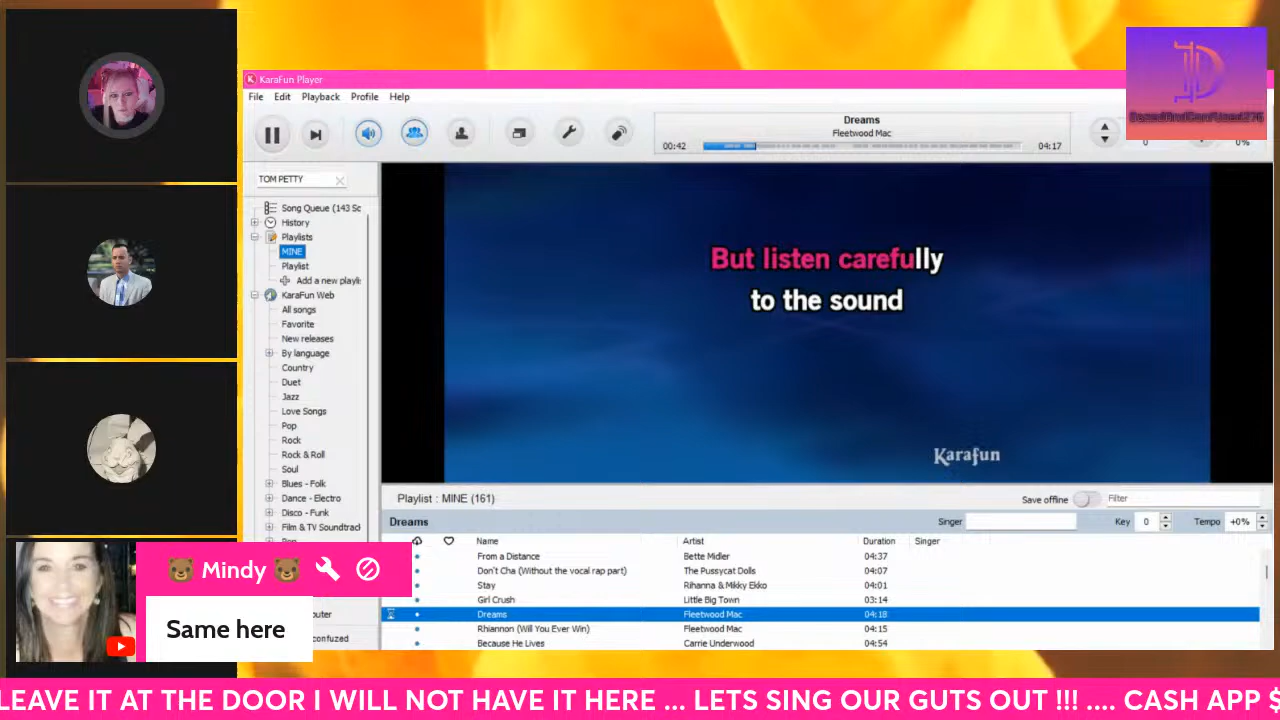 KaraFun Player
File Edit Playback Profile Help
Dreams
Fleetwood Mac
00:42
04:17
0
0%
TOM PETTY
Song Queue (143 Sc
History
Playlists
MINE
Playlist
Add a new playli
KaraFun Web
All songs
Favorite
New releases
By language
Country
Duet
Jazz
Love Songs
Pop
Rock
Rock & Roll
Soul
Blues - Folk
Dance - Electro
Disco - Funk
Film & TV Soundtrack
But listen carefully
to the sound
Karafun
Playlist : MINE (161)
Save offline
Filter
Dreams
Singer
Key 0
Tempo +0%
Name Artist Duration Singer
From a Distance Bette Midler 04:37
Don't Cha (Without the vocal rap part) The Pussycat Dolls 04:07
Stay Rihanna & Mikky Ekko 04:01
Girl Crush Little Big Town 03:14
Dreams Fleetwood Mac 04:18
Rhiannon (Will You Ever Win) Fleetwood Mac 04:15
Because He Lives Carrie Underwood 04:54
outer
confuzed
Mindy
Same here
LEAVE IT AT THE DOOR I WILL NOT HAVE IT HERE ... LETS SING OUR GUTS OUT !!! .... CASH APP $